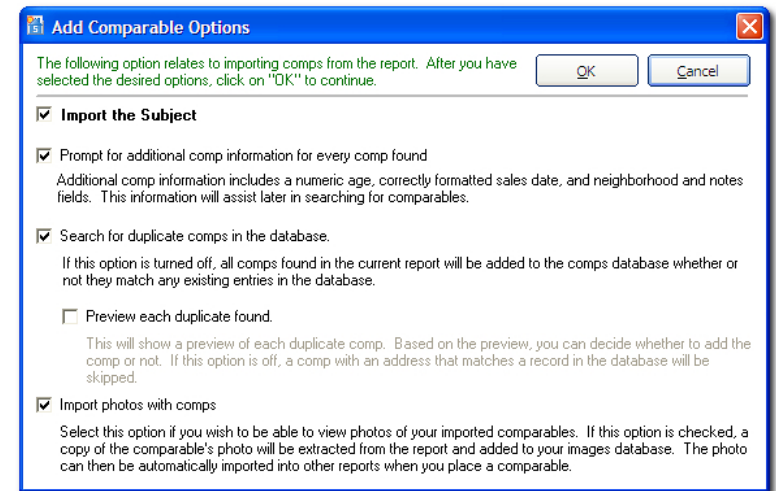 Add Comparable Options
The following option relates to importing comps from the report. After you have
selected the desired options, click on "OK" to continue.
OK
Cancel
Import the Subject
Prompt for additional comp information for every comp found
Additional comp information includes a numeric age, correctly formatted sales date, and neighborhood and notes
fields. This information will assist later in searching for comparables.
Search for duplicate comps in the database.
If this option is turned off, all comps found in the current report will be added to the comps database whether or
not they match any existing entries in the database.
Preview each duplicate found.
This will show a preview of each duplicate comp. Based on the preview, you can decide whether to add the
comp or not. If this option is off, a comp with an address that matches a record in the database will be
skipped.
Import photos with comps
Select this option if you wish to be able to view photos of your imported comparables. If this option is checked, a
copy of the comparable's photo will be extracted from the report and added to your images database. The photo
can then be automatically imported into other reports when you place a comparable.